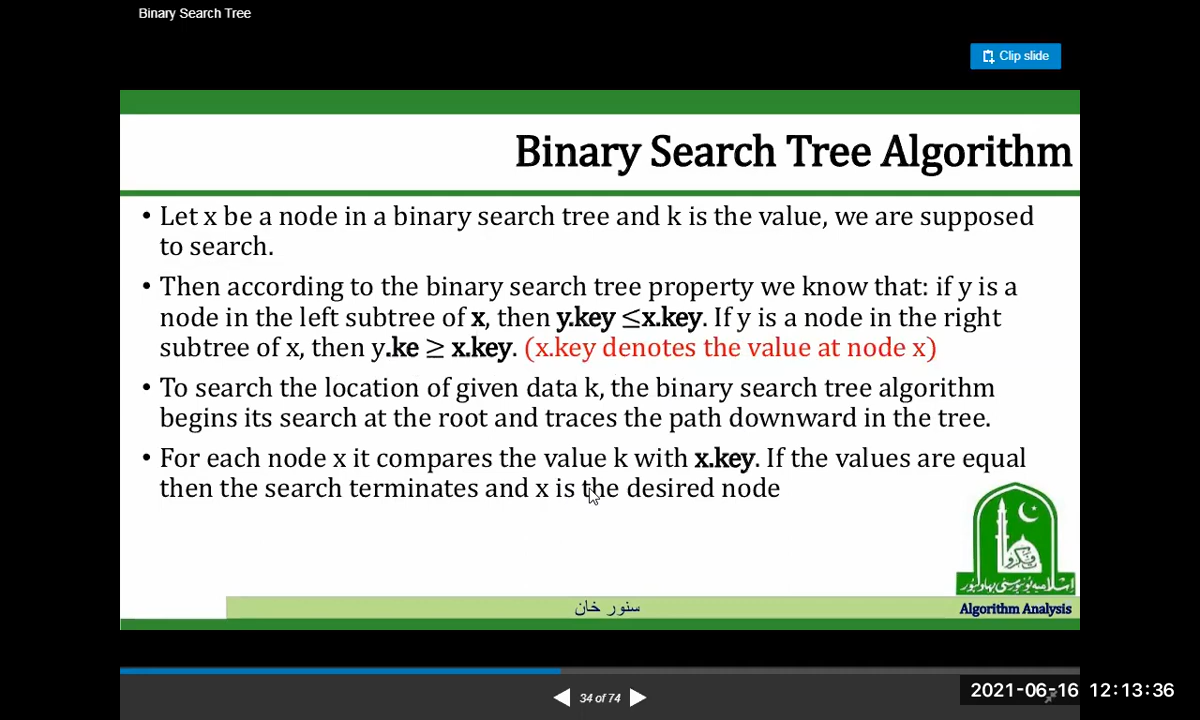 Binary Search Tree
Clip slide
Binary Search Tree Algorithm
• Let x be a node in a binary search tree and k is the value, we are supposed
to search.
• Then according to the binary search tree property we know that: if y is a
node in the left subtree of x, then y.key ≤x.key. If y is a node in the right
subtree of x, then y.ke ≥ x.key. (x.key denotes the value at node x)
• To search the location of given data k, the binary search tree algorithm
begins its search at the root and traces the path downward in the tree.
• For each node x it compares the value k with x.key. If the values are equal
then the search terminates and x is the desired node
اسلامیہ یونیورسٹی بہاولپور
سنور خان
Algorithm Analysis
34 of 74
2021-06-16 12:13:36